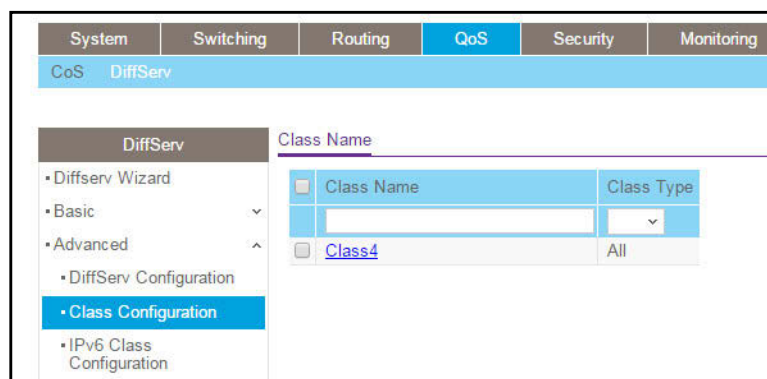 System Switching Routing QoS Security Monitoring
CoS DiffServ
DiffServ
Diffserv Wizard
Basic
Advanced
DiffServ Configuration
Class Configuration
IPv6 Class
Configuration
Class Name
Class Name Class Type
Class4 All